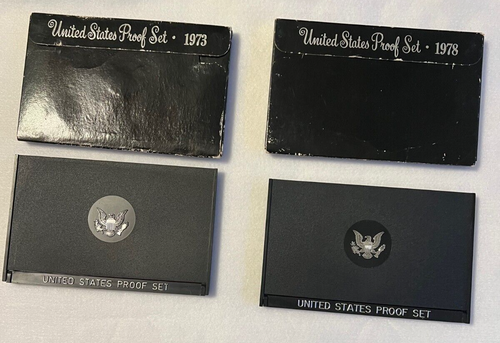 United States Proof Set · 1973
United States Proof Set · 1978
UNITED STATES PROOF SET
UNITED STATES PROOF SET